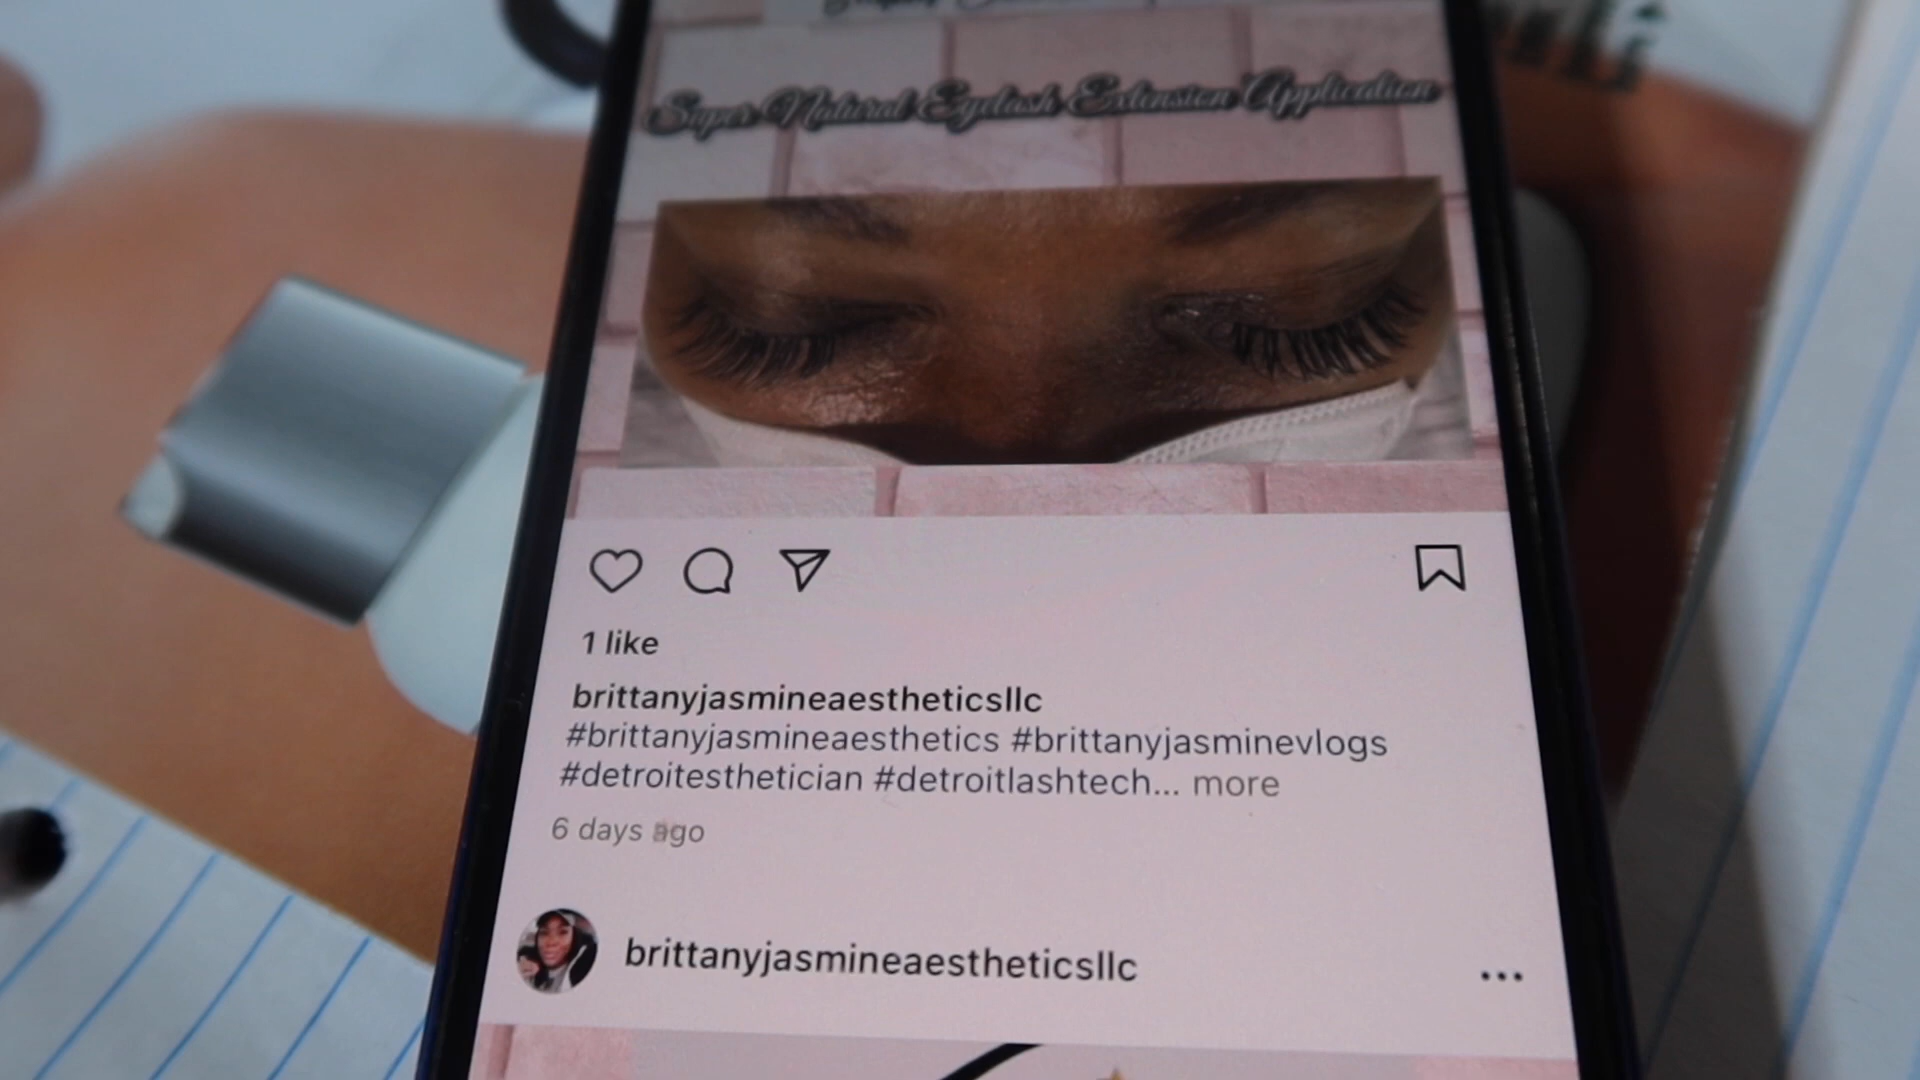 Super Natural Eyelash Extension Application
1 like
brittanyjasmineaestheticsllc
#brittanyjasmineaesthetics #brittanyjasminevlogs
#detroitesthetician #detroitlashtech... more
6 days ago
brittanyjasmineaestheticsllc